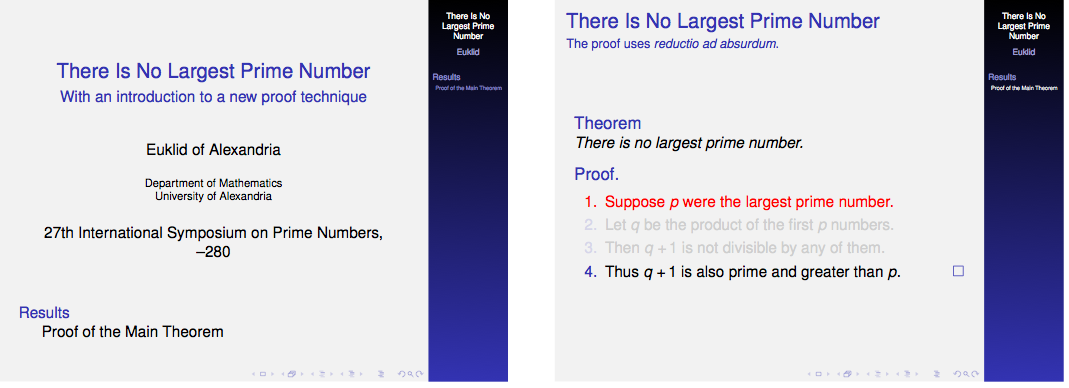 There Is No Largest Prime Number
With an introduction to a new proof technique
Euklid of Alexandria
Department of Mathematics
University of Alexandria
27th International Symposium on Prime Numbers,
–280
Results
Proof of the Main Theorem
There Is No
Largest Prime
Number
Euklid
Results
Proof of the Main Theorem
There Is No Largest Prime Number
The proof uses reductio ad absurdum.
Theorem
There is no largest prime number.
Proof.
1. Suppose p were the largest prime number.
2. Let q be the product of the first p numbers.
3. Then q + 1 is not divisible by any of them.
4. Thus q + 1 is also prime and greater than p.
There Is No
Largest Prime
Number
Euklid
Results
Proof of the Main Theorem